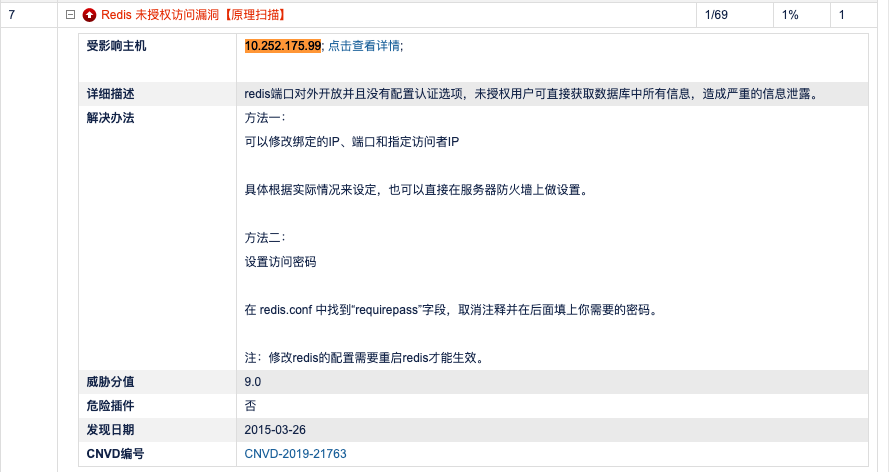 7 Redis 未授权访问漏洞【原理扫描】 1/69 1% 1
受影响主机 10.252.175.99; 点击查看详情;
详细描述 redis端口对外开放并且没有配置认证选项，未授权用户可直接获取数据库中所有信息，造成严重的信息泄露。
解决办法 方法一：
可以修改绑定的IP、端口和指定访问者IP
具体根据实际情况来设定，也可以直接在服务器防火墙上做设置。
方法二：
设置访问密码
在 redis.conf 中找到“requirepass”字段，取消注释并在后面填上你需要的密码。
注：修改redis的配置需要重启redis才能生效。
威胁分值 9.0
危险插件 否
发现日期 2015-03-26
CNVD编号 CNVD-2019-21763